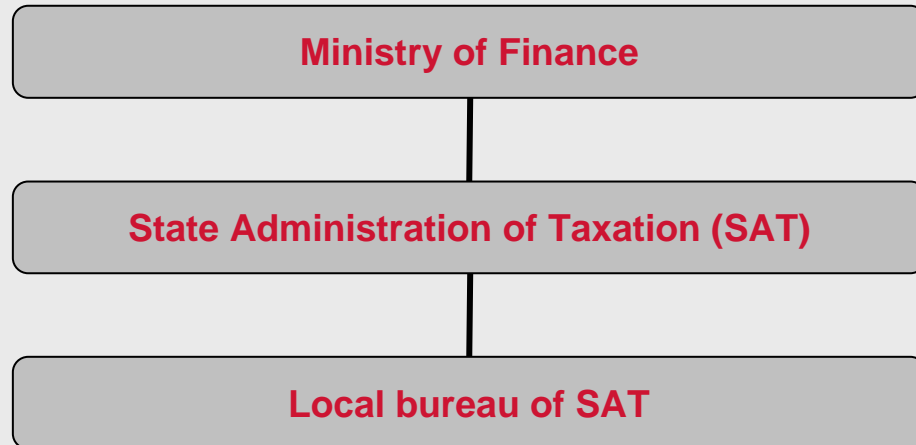 Ministry of Finance
State Administration of Taxation (SAT)
Local bureau of SAT